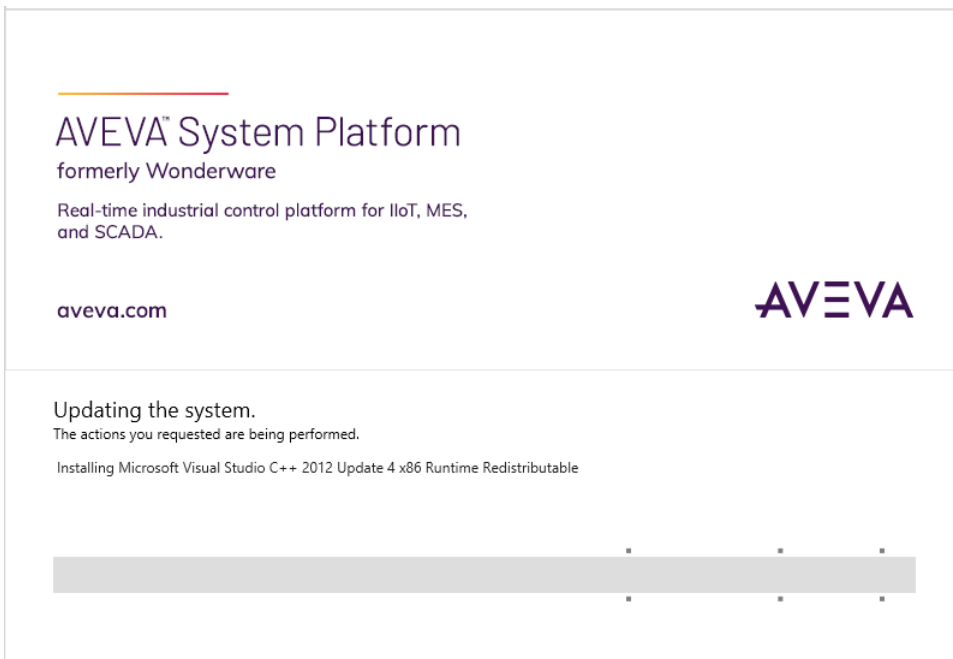 AVEVA™ System Platform
formerly Wonderware
Real-time industrial control platform for IIoT, MES,
and SCADA.
aveva.com
AVEVA
Updating the system.
The actions you requested are being performed.
Installing Microsoft Visual Studio C++ 2012 Update 4 x86 Runtime Redistributable